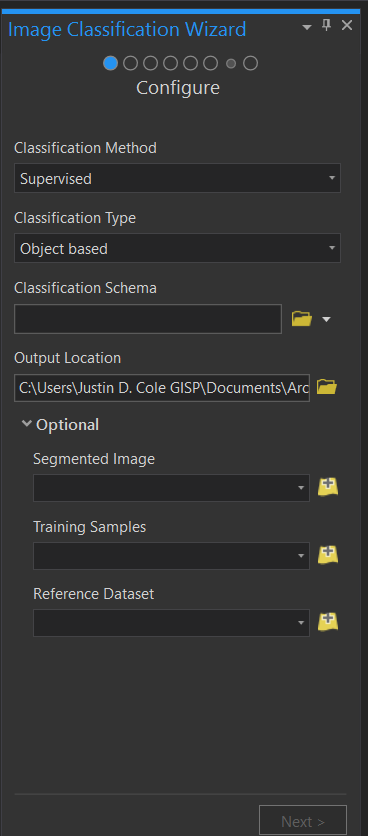 Image Classification Wizard
Configure
Classification Method
Supervised
Classification Type
Object based
Classification Schema
Output Location
C:\Users\Justin D. Cole GISP\Documents\Arc
Optional
Segmented Image
Training Samples
Reference Dataset
Next >